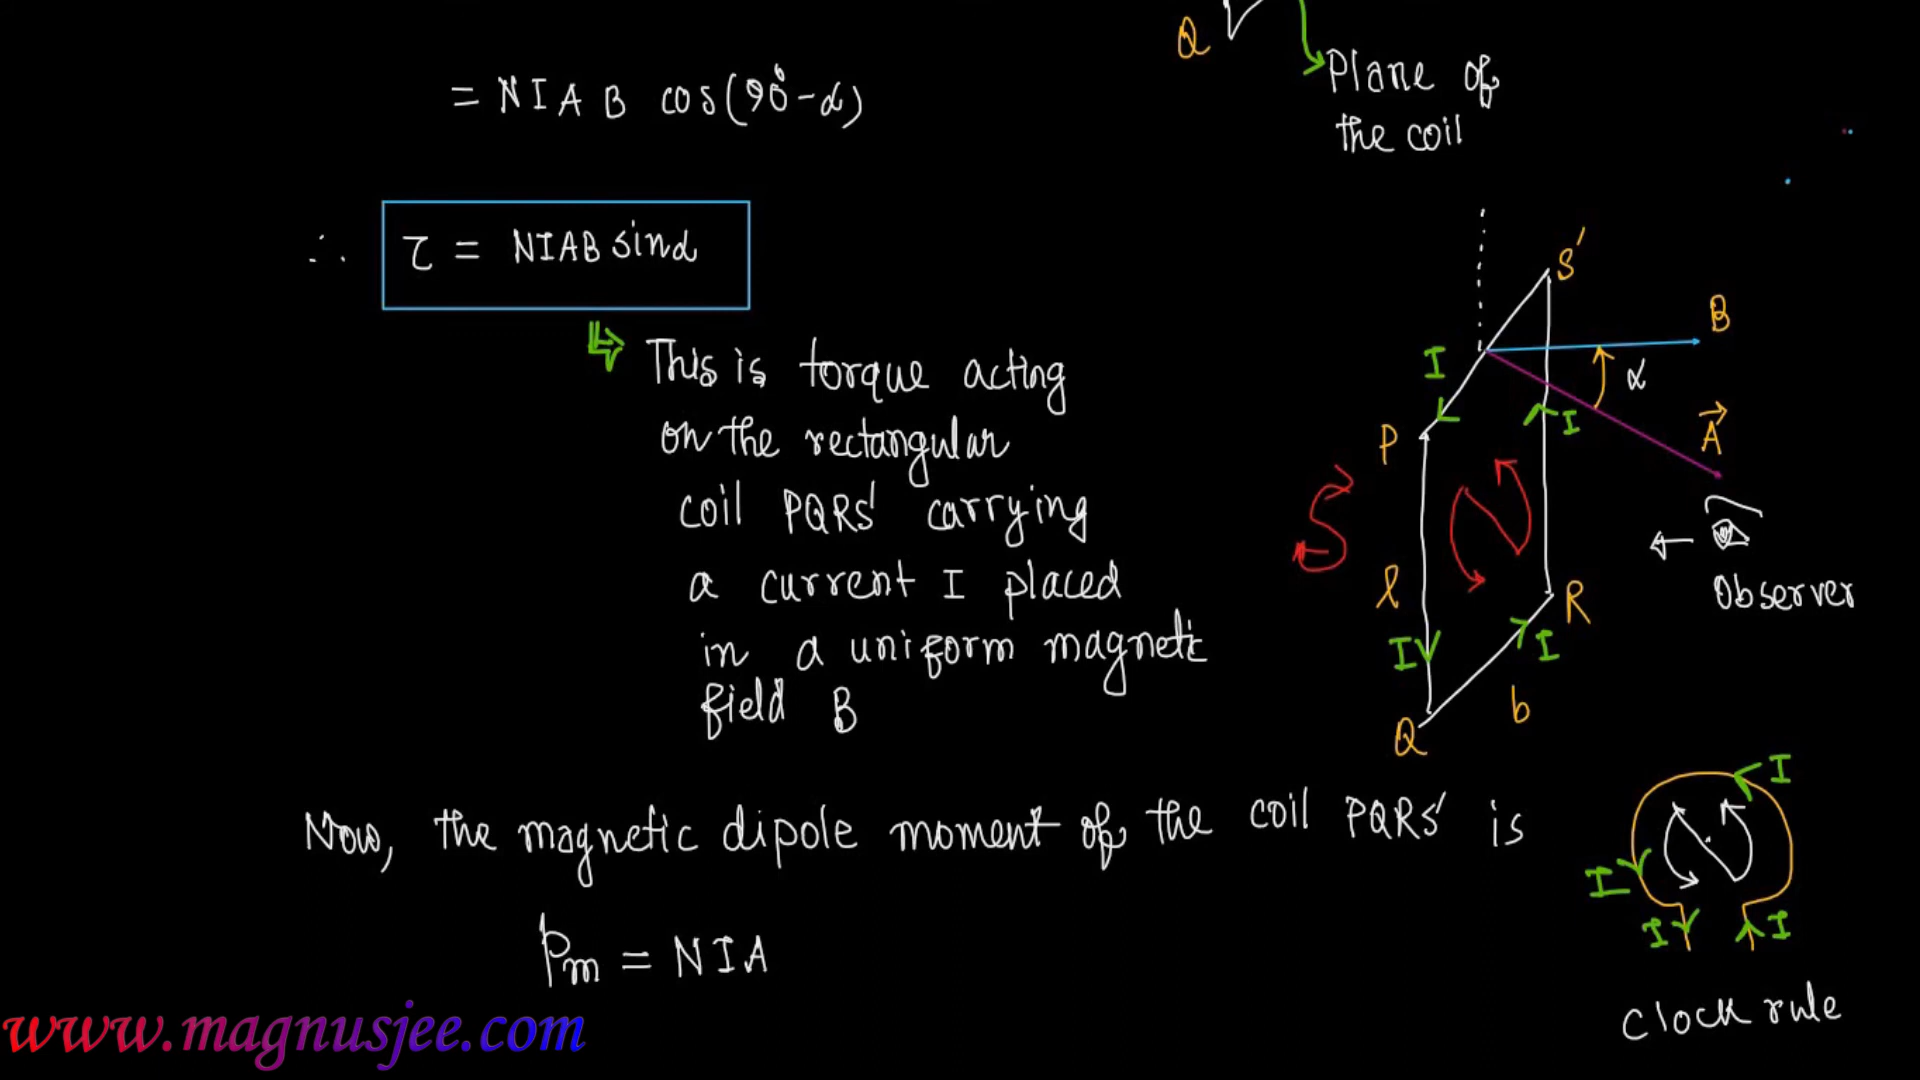 Q
Plane of
the coil
= NIA B cos(90°-α)
∴ τ = NIAB sinα
This is torque acting
on the rectangular
coil PQRS' carrying
a current I placed
in a uniform magnetic
field B
S'
B
I
α
I
A⃗
P
S
N
Observer
l
R
I
I
b
Q
Now, the magnetic dipole moment of the coil PQRS' is
Pm = NIA
I
N
I
I
I
clock rule
www.magnusjee.com